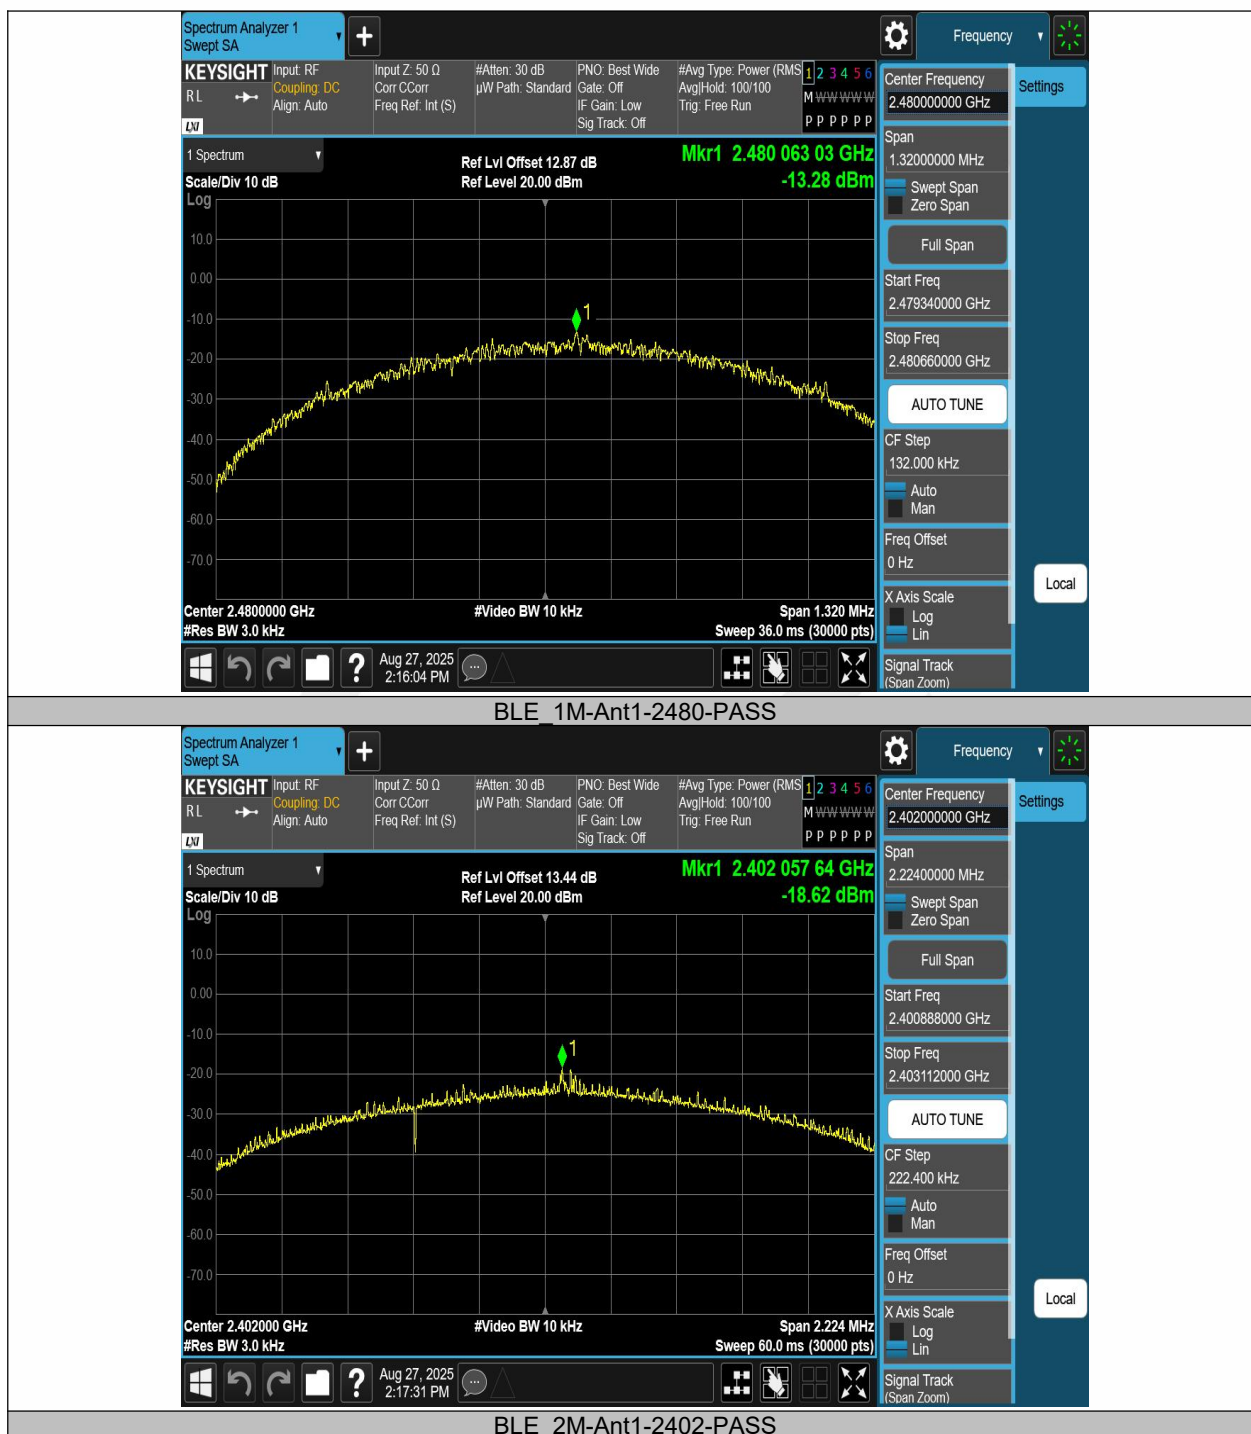 Spectrum Analyzer 1
Swept SA
+
Frequency
KEYSIGHT
RL
LXI
Input: RF
Coupling: DC
Align: Auto
Input Z: 50 Ω
Corr CCorr
Freq Ref: Int (S)
#Atten: 30 dB
µW Path: Standard
PNO: Best Wide
Gate: Off
IF Gain: Low
Sig Track: Off
#Avg Type: Power (RMS
Avg|Hold: 100/100
Trig: Free Run
1 2 3 4 5 6
M W W W W W
P P P P P P
Center Frequency
2.480000000 GHz
Settings
Span
1.32000000 MHz
Swept Span
Zero Span
Full Span
Start Freq
2.479340000 GHz
Stop Freq
2.480660000 GHz
AUTO TUNE
CF Step
132.000 kHz
Auto
Man
Freq Offset
0 Hz
X Axis Scale
Log
Lin
Signal Track
(Span Zoom)
Local
1 Spectrum
Scale/Div 10 dB
Log
Ref Lvl Offset 12.87 dB
Ref Level 20.00 dBm
Mkr1 2.480 063 03 GHz
-13.28 dBm
10.0
0.00
-10.0
-20.0
-30.0
-40.0
-50.0
-60.0
-70.0
1
Center 2.4800000 GHz
#Video BW 10 kHz
Span 1.320 MHz
#Res BW 3.0 kHz
Sweep 36.0 ms (30000 pts)
?
Aug 27, 2025
2:16:04 PM
BLE_1M-Ant1-2480-PASS
Spectrum Analyzer 1
Swept SA
+
Frequency
KEYSIGHT
RL
LXI
Input: RF
Coupling: DC
Align: Auto
Input Z: 50 Ω
Corr CCorr
Freq Ref: Int (S)
#Atten: 30 dB
µW Path: Standard
PNO: Best Wide
Gate: Off
IF Gain: Low
Sig Track: Off
#Avg Type: Power (RMS
Avg|Hold: 100/100
Trig: Free Run
1 2 3 4 5 6
M W W W W W
P P P P P P
Center Frequency
2.402000000 GHz
Settings
Span
2.22400000 MHz
Swept Span
Zero Span
Full Span
Start Freq
2.400888000 GHz
Stop Freq
2.403112000 GHz
AUTO TUNE
CF Step
222.400 kHz
Auto
Man
Freq Offset
0 Hz
X Axis Scale
Log
Lin
Signal Track
(Span Zoom)
Local
1 Spectrum
Scale/Div 10 dB
Log
Ref Lvl Offset 13.44 dB
Ref Level 20.00 dBm
Mkr1 2.402 057 64 GHz
-18.62 dBm
10.0
0.00
-10.0
-20.0
-30.0
-40.0
-50.0
-60.0
-70.0
1
Center 2.402000 GHz
#Video BW 10 kHz
Span 2.224 MHz
#Res BW 3.0 kHz
Sweep 60.0 ms (30000 pts)
?
Aug 27, 2025
2:17:31 PM
BLE_2M-Ant1-2402-PASS